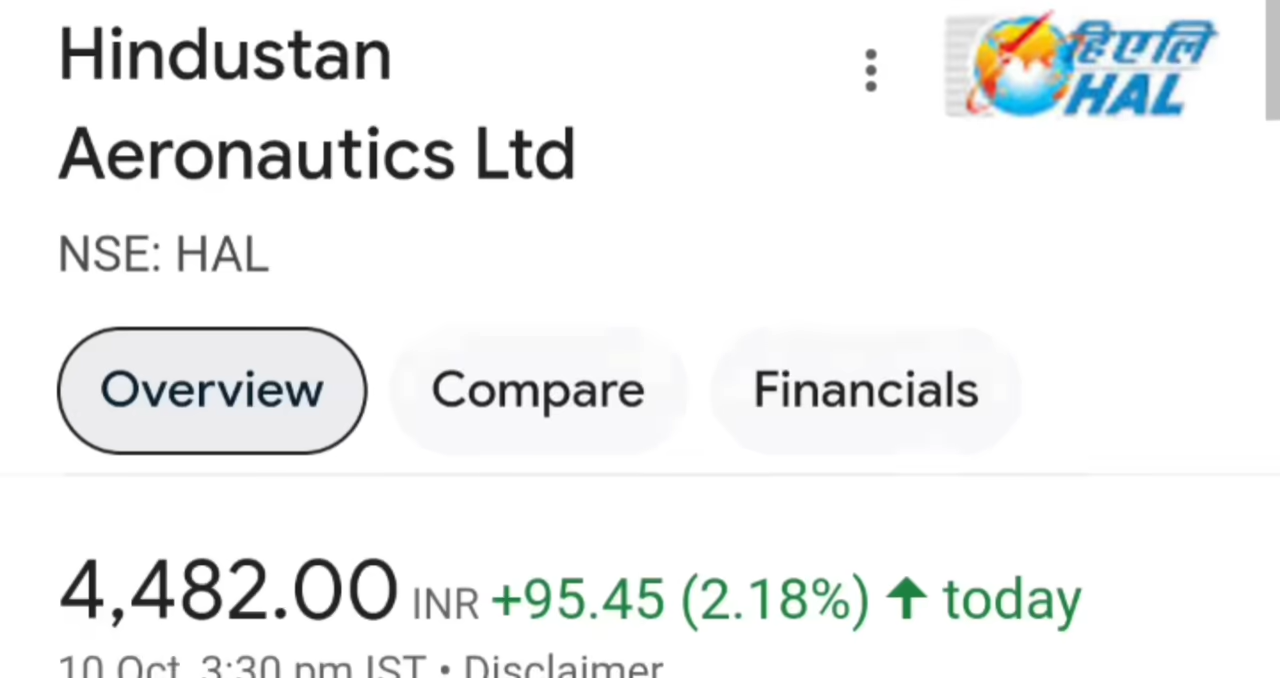 Hindustan
Aeronautics Ltd
हिएलि
HAL
NSE: HAL
Overview
Compare
Financials
4,482.00 INR +95.45 (2.18%) ↑ today
10 Oct, 3:30 pm IST • Disclaimer